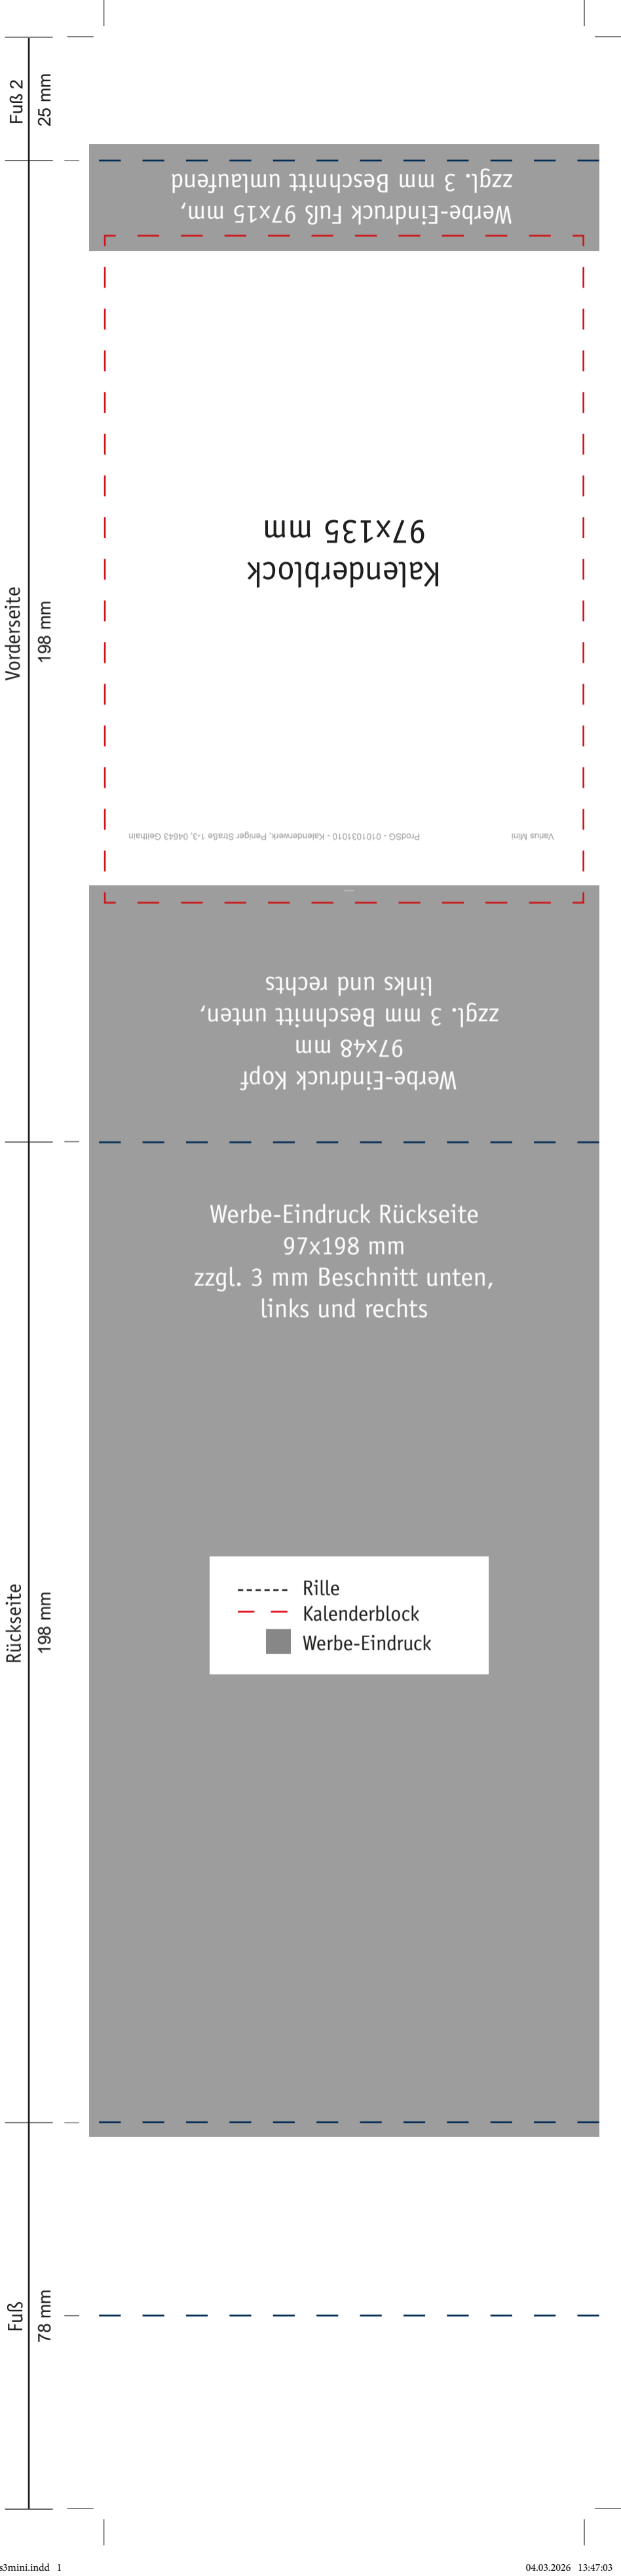 Fuß 2
25 mm
Werbe-Eindruck Fuß 97x15 mm,
zzgl. 3 mm Beschnitt umlaufend
Vorderseite
198 mm
Kalenderblock
97x135 mm
Varius Mini
ProdSG - 0101031010 - Kalenderwerk, Peniger Straße 1-3, 04643 Geithain
Werbe-Eindruck Kopf
97x48 mm
zzgl. 3 mm Beschnitt unten,
links und rechts
Werbe-Eindruck Rückseite
97x198 mm
zzgl. 3 mm Beschnitt unten,
links und rechts
Rückseite
198 mm
Rille
Kalenderblock
Werbe-Eindruck
Fuß
78 mm
s3mini.indd 1
04.03.2026 13:47:03